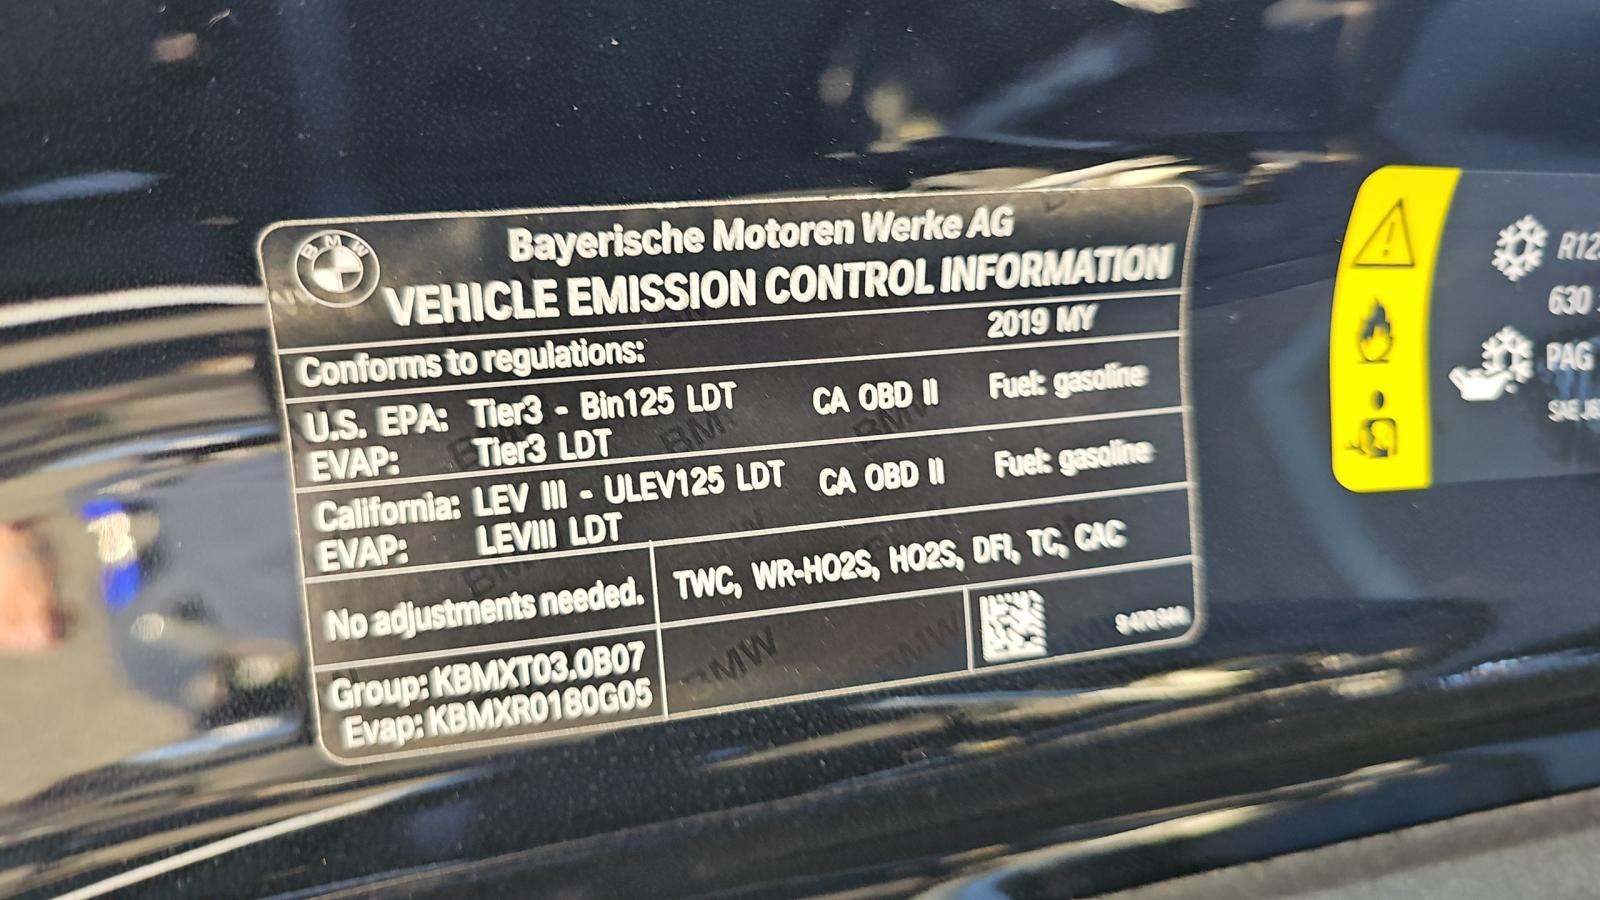 BMW
Bayerische Motoren Werke AG
VEHICLE EMISSION CONTROL INFORMATION
2019 MY
Conforms to regulations:
U.S. EPA: Tier3 - Bin125 LDT CA OBD II Fuel: gasoline
EVAP: Tier3 LDT
California: LEV III - ULEV125 LDT CA OBD II Fuel: gasoline
EVAP: LEVIII LDT
No adjustments needed. TWC, WR-HO2S, HO2S, DFI, TC, CAC
Group: KBMXT03.0B07
Evap: KBMXR0180G05
630
PAG